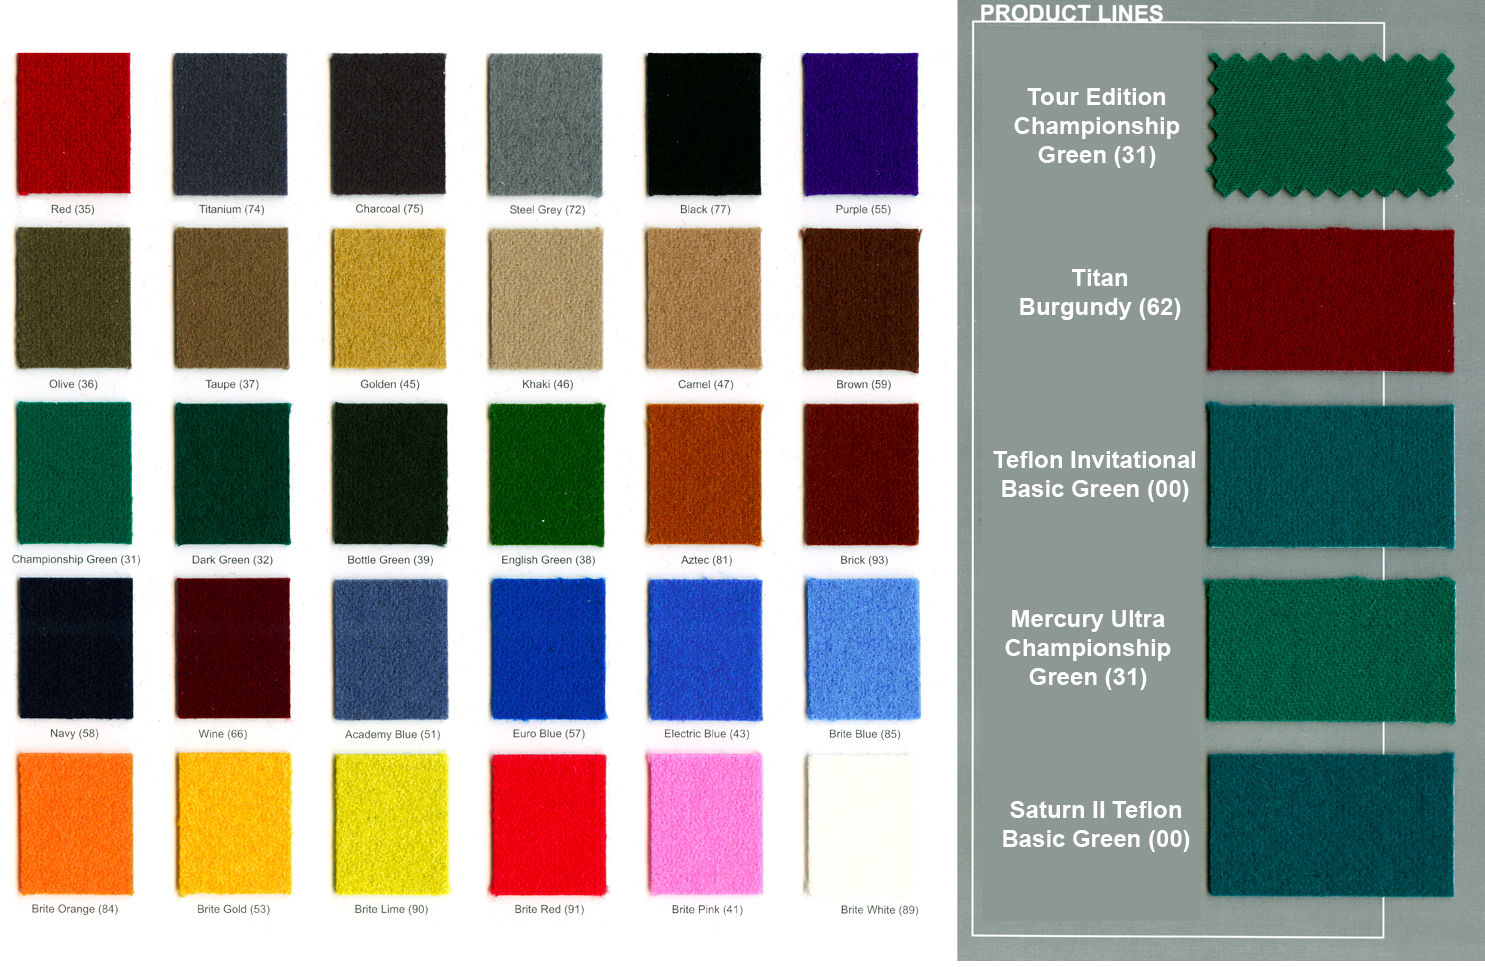 PRODUCT LINES
Red (35)
Titanium (74)
Charcoal (75)
Steel Grey (72)
Black (77)
Purple (55)
Olive (36)
Taupe (37)
Golden (45)
Khaki (46)
Camel (47)
Brown (59)
Championship Green (31)
Dark Green (32)
Bottle Green (39)
English Green (38)
Aztec (81)
Brick (93)
Navy (58)
Wine (66)
Academy Blue (51)
Euro Blue (57)
Electric Blue (43)
Brite Blue (85)
Brite Orange (84)
Brite Gold (53)
Brite Lime (90)
Brite Red (91)
Brite Pink (41)
Brite White (89)
Tour Edition
Championship
Green (31)
Titan
Burgundy (62)
Teflon Invitational
Basic Green (00)
Mercury Ultra
Championship
Green (31)
Saturn II Teflon
Basic Green (00)